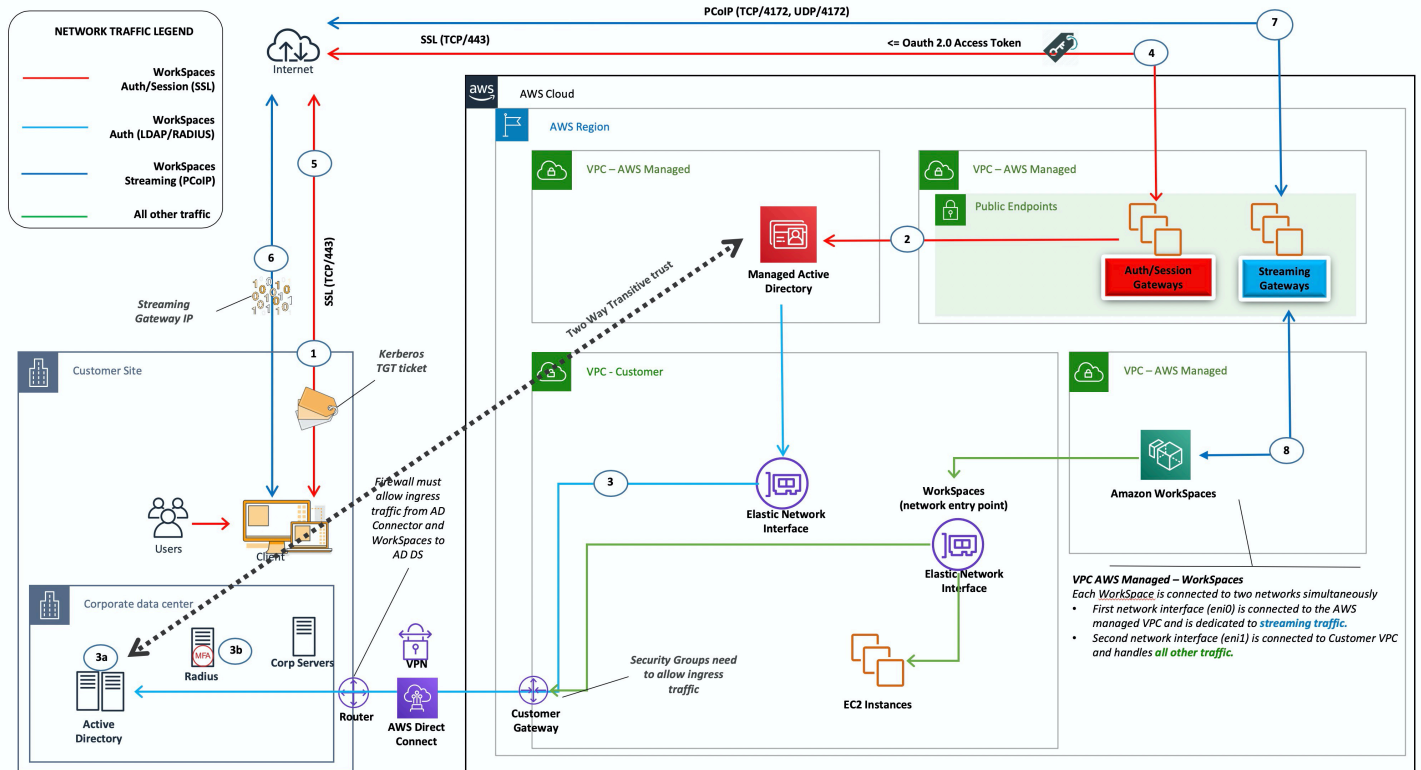 PCoIP (TCP/4172, UDP/4172)
7
NETWORK TRAFFIC LEGEND
WorkSpaces
Auth/Session (SSL)
WorkSpaces
Auth (LDAP/RADIUS)
WorkSpaces
Streaming (PCoIP)
All other traffic
Internet
SSL (TCP/443)
<= Oauth 2.0 Access Token
4
aws
AWS Cloud
AWS Region
VPC – AWS Managed
VPC – AWS Managed
Public Endpoints
5
6
SSL (TCP/443)
Streaming
Gateway IP
2
Managed Active
Directory
Auth/Session
Gateways
Streaming
Gateways
Two Way Transitive trust
1
Kerberos
TGT ticket
Customer Site
VPC - Customer
VPC – AWS Managed
Users
Client
Firewall must
allow ingress
traffic from AD
Connector and
WorkSpaces to
AD DS
3
Elastic Network
Interface
WorkSpaces
(network entry point)
Elastic Network
Interface
8
Amazon WorkSpaces
VPC AWS Managed – WorkSpaces
Each WorkSpace is connected to two networks simultaneously
• First network interface (eni0) is connected to the AWS
managed VPC and is dedicated to streaming traffic.
• Second network interface (eni1) is connected to Customer VPC
and handles all other traffic.
Corporate data center
3a
MFA
3b
Radius
Corp Servers
VPN
Active
Directory
Router
AWS Direct
Connect
Customer
Gateway
Security Groups need
to allow ingress
traffic
EC2 Instances